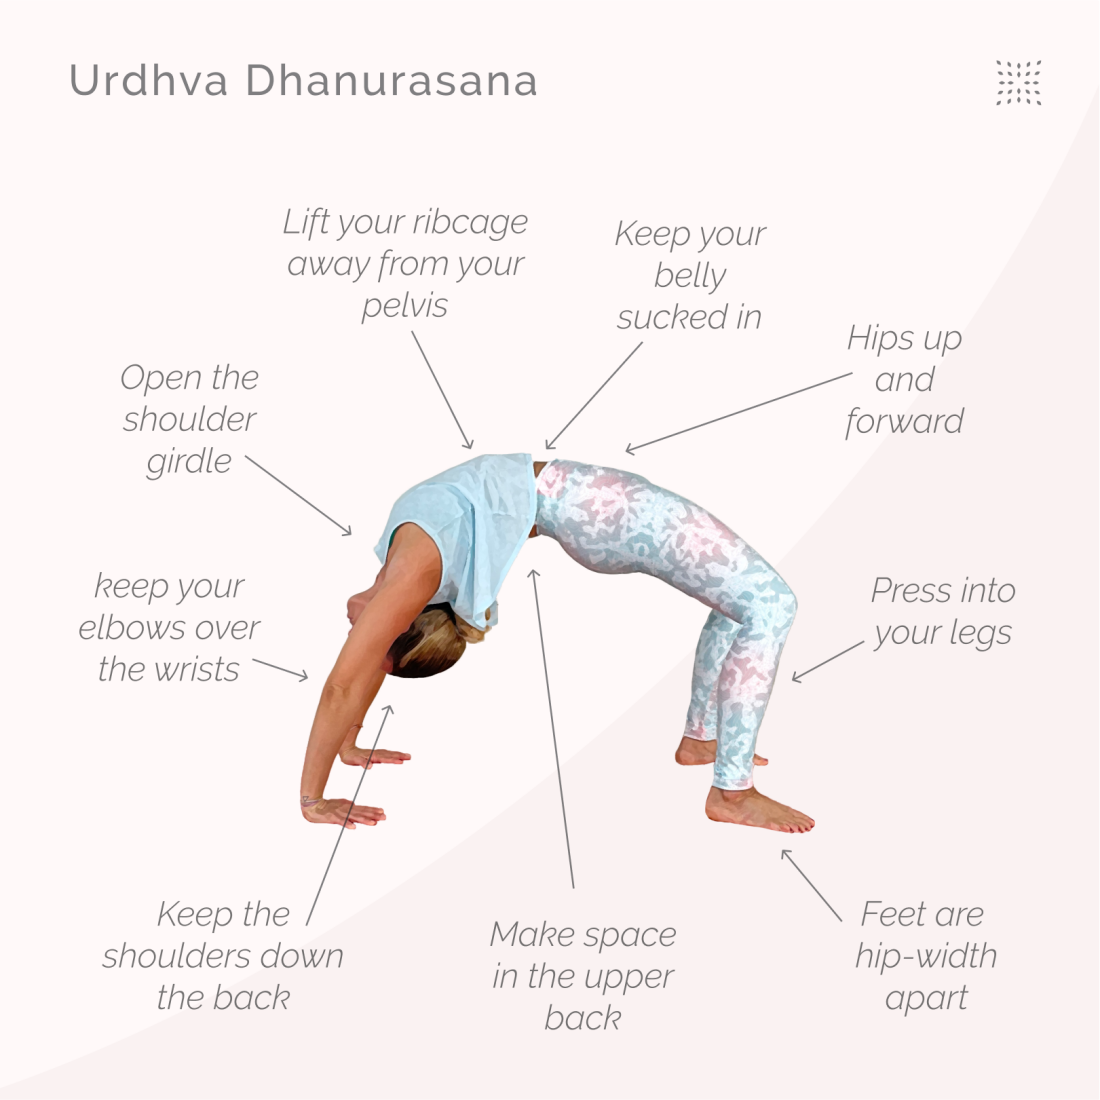 Urdhva Dhanurasana
Lift your ribcage
away from your
pelvis
Keep your
belly
sucked in
Hips up
and
forward
Open the
shoulder
girdle
keep your
elbows over
the wrists
Press into
your legs
Keep the
shoulders down
the back
Make space
in the upper
back
Feet are
hip-width
apart